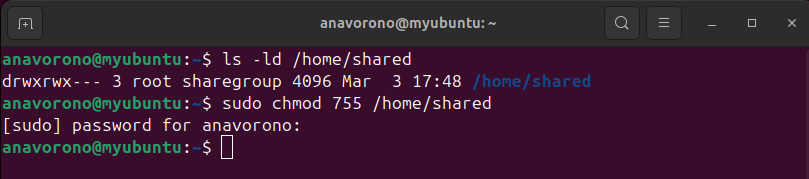 anavorono@myubuntu: ~
anavorono@myubuntu:~$ ls -ld /home/shared
drwxrwx--- 3 root sharegroup 4096 Mar  3 17:48 /home/shared
anavorono@myubuntu:~$ sudo chmod 755 /home/shared
[sudo] password for anavorono:
anavorono@myubuntu:~$